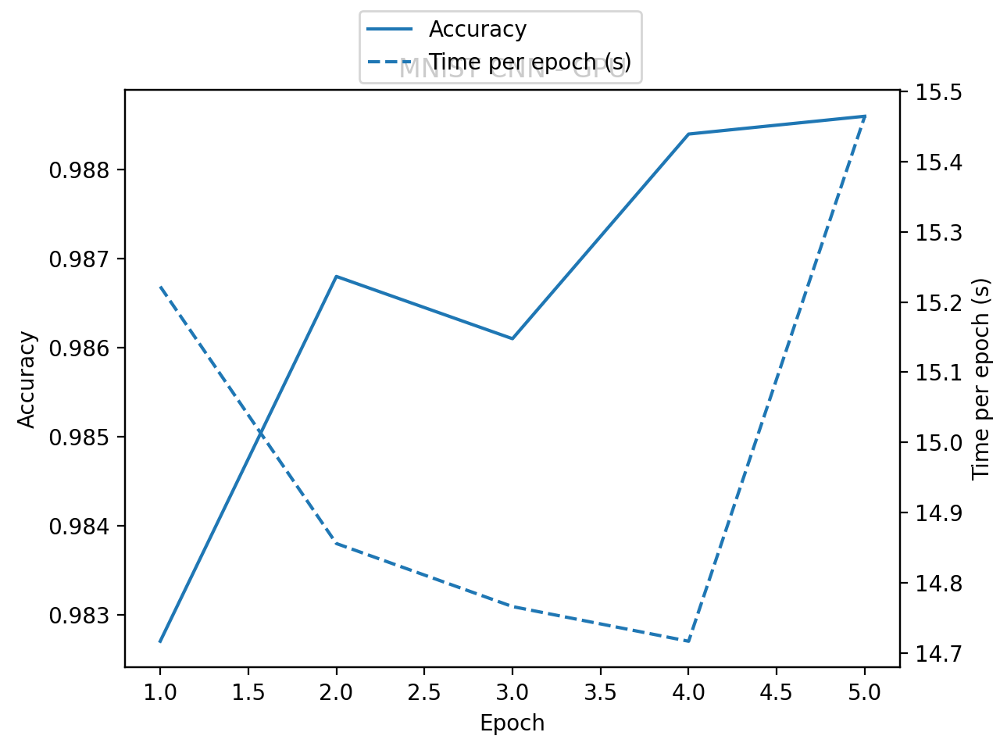 Accuracy
Time per epoch (s)
MNIST CNN - GPU
0.988
0.987
0.986
0.985
0.984
0.983
Accuracy
15.5
15.4
15.3
15.2
15.1
15.0
14.9
14.8
14.7
Time per epoch (s)
1.0 1.5 2.0 2.5 3.0 3.5 4.0 4.5 5.0
Epoch